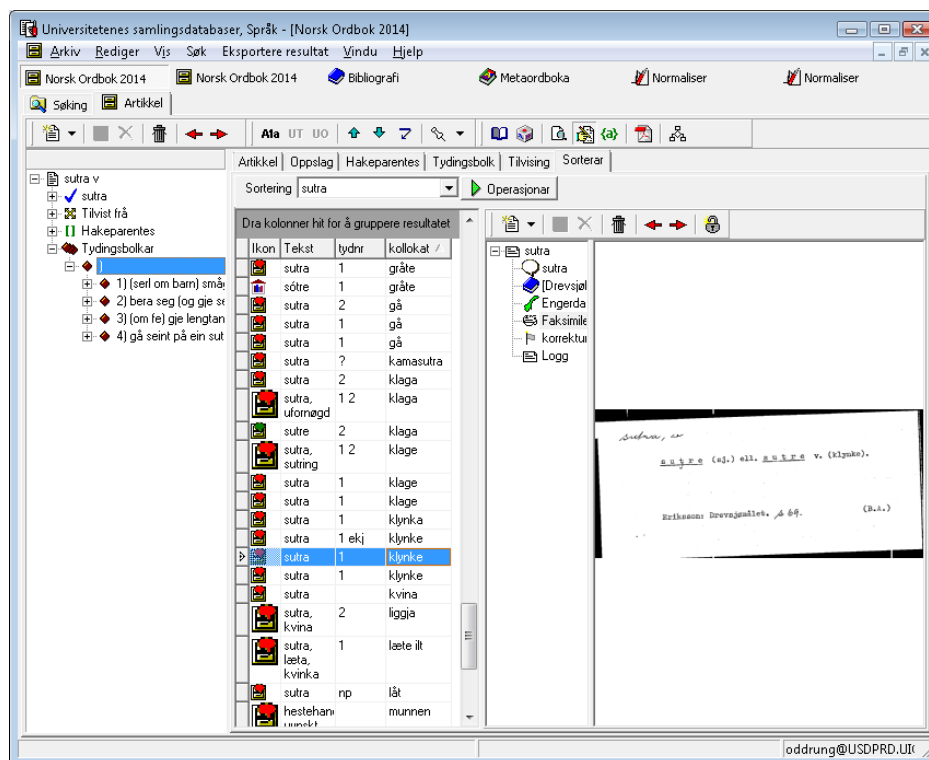 Universitetenes samlingsdatabaser, Språk - [Norsk Ordbok 2014]
Arkiv Rediger Vis Søk Eksportere resultat Vindu Hjelp
Norsk Ordbok 2014 Norsk Ordbok 2014 Bibliografi Metaordboka Normaliser Normaliser
Søking Artikkel
A1a UT UO {a}
Artikkel Oppslag Hakeparentes Tydingsbolk Tilvising Sorterar
sutra v
sutra
Tilvist frå
Hakeparentes
Tydingsbolkar
)
1) (serl om barn) småg
2) bera seg (og gje se
3) (om fe) gje lengtan
4) gå seint på ein sut
Sortering sutra Operasjonar
Dra kolonner hit for å gruppere resultatet
Ikon Tekst tydnr kollokat
sutra 1 gråte
sótre 1 gråte
sutra 2 gå
sutra 1 gå
sutra 1 gå
sutra ? kamasutra
sutra 2 klaga
sutra, ufornøgd 1 2 klaga
sutre 2 klaga
sutra, sutring 1 2 klage
sutra 1 klage
sutra 1 klage
sutra 1 klynka
sutra 1 ekj klynke
sutra 1 klynke
sutra 1 klynke
sutra kvina
sutra, kvina 2 liggja
sutra, læta, kvinka 1 læte ilt
sutra np låt
hestehan munnen
sutra
sutra
[Drevsjøl
Engerda
Faksimile
korrektur
Logg
sutra, v
sutre (sj.) ell. sutre v. (klynke).
Eriksson: Drevsjømålet. s 69. (B.A.)
oddrung@USDPRD.UI